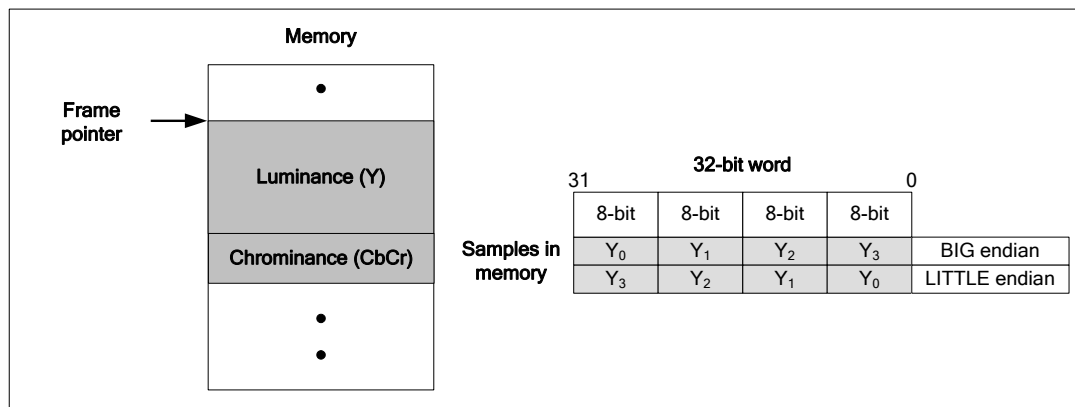 Memory
Frame
pointer
Luminance (Y)
Chrominance (CbCr)
32-bit word
31 0
8-bit 8-bit 8-bit 8-bit
Samples in
memory
Y₀ Y₁ Y₂ Y₃ BIG endian
Y₃ Y₂ Y₁ Y₀ LITTLE endian